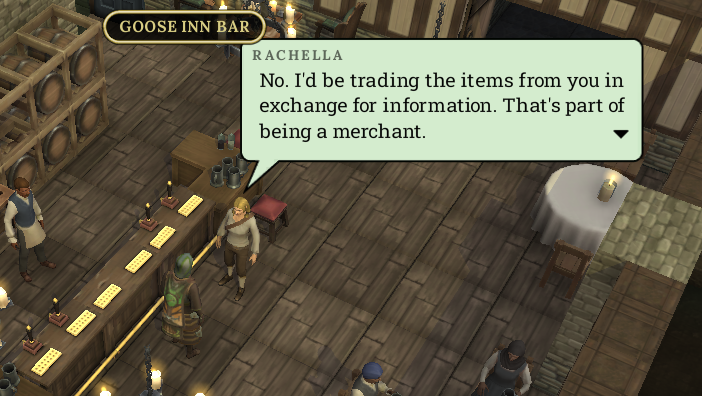 GOOSE INN BAR
RACHELLA
No. I'd be trading the items from you in
exchange for information. That's part of
being a merchant.